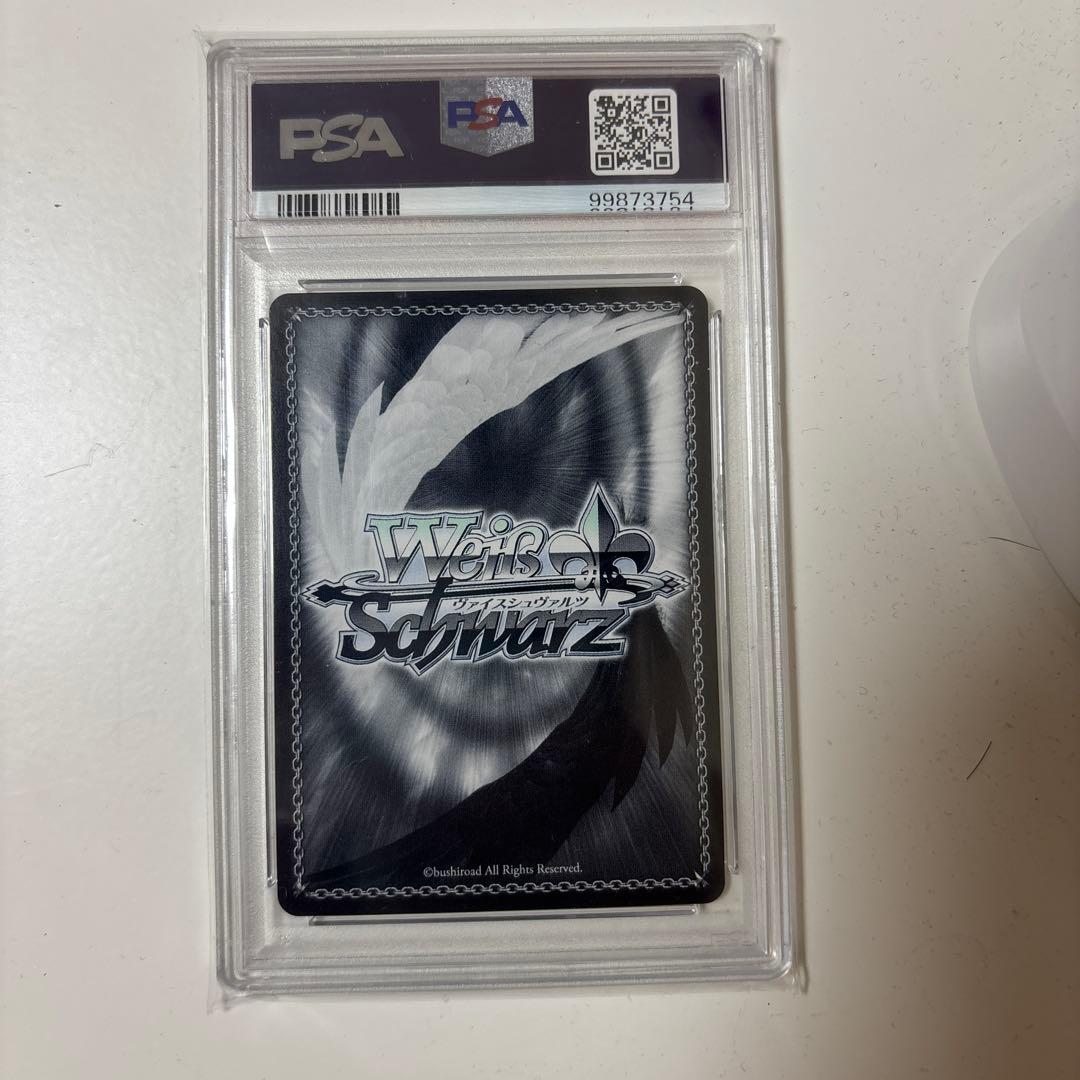 PSA
PSA
99873754
Weiß
ヴァイスシュヴァルツ
Schwarz
©bushiroad All Rights Reserved.